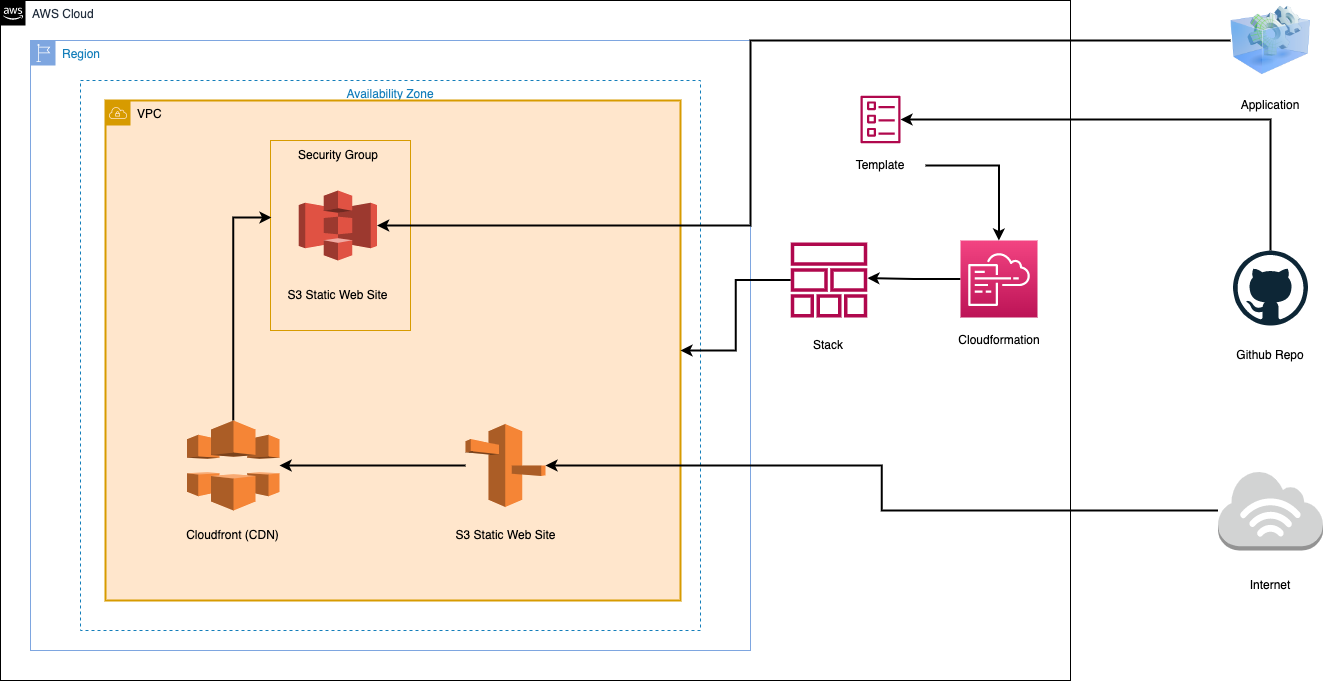 aws
AWS Cloud
Region
Availability Zone
VPC
Security Group
S3 Static Web Site
Cloudfront (CDN)
S3 Static Web Site
Template
Stack
Cloudformation
Application
Github Repo
Internet